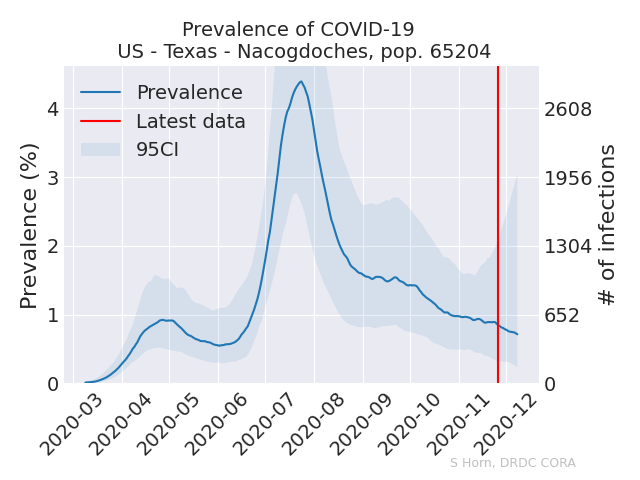 Prevalence of COVID-19
US - Texas - Nacogdoches, pop. 65204
Prevalence
Latest data
95CI
Prevalence (%)
4
3
2
1
0
2608
1956
1304
652
0
# of infections
2020-03
2020-04
2020-05
2020-06
2020-07
2020-08
2020-09
2020-10
2020-11
2020-12
S Horn, DRDC CORA